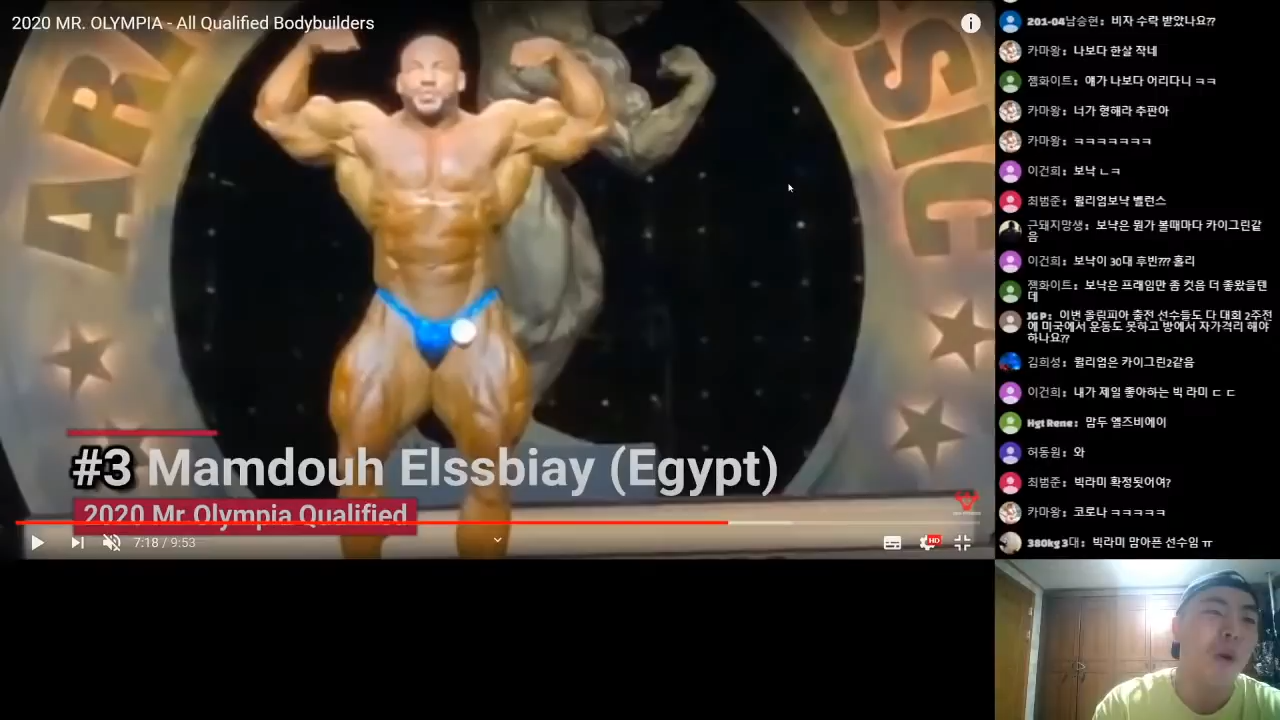 2020 MR. OLYMPIA - All Qualified Bodybuilders
AR
SSIC
#3 Mamdouh Elssbiay (Egypt)
2020 Mr. Olympia Qualified
7:18 / 9:53
HD
201-04남승현: 비자 수락 받았나요??
카마왕: 나보다 한살 작네
젬화이트: 얘가 나보다 어리다니 ㅋㅋ
카마왕: 너가 형해라 추판아
카마왕: ㅋㅋㅋㅋㅋㅋㅋ
이건희: 보낙 ㄴㅋ
최범준: 윌리엄보낙 밸런스
근돼지망생: 보낙은 뭔가 볼때마다 카이그린같
음
이건희: 보낙이 30대 후반??? 홀리
젬화이트: 보낙은 프레임만 좀 컷음 더 좋왔을텐
데
JG P: 이번 올림피아 출전 선수들도 다 대회 2주전
에 미국에서 운동도 못하고 방에서 자가격리 해야
하나요??
김희성: 윌리엄은 카이그린2같음
이건희: 내가 제일 좋아하는 빅 라미 ㄷ ㄷ
Hgt Rene: 맘두 엘즈비에이
허동원: 와
최범준: 빅라미 확정됫어여?
카마왕: 코로나 ㅋㅋㅋㅋㅋ
380kg 3대: 빅라미 맘아픈 선수임 ㅠ